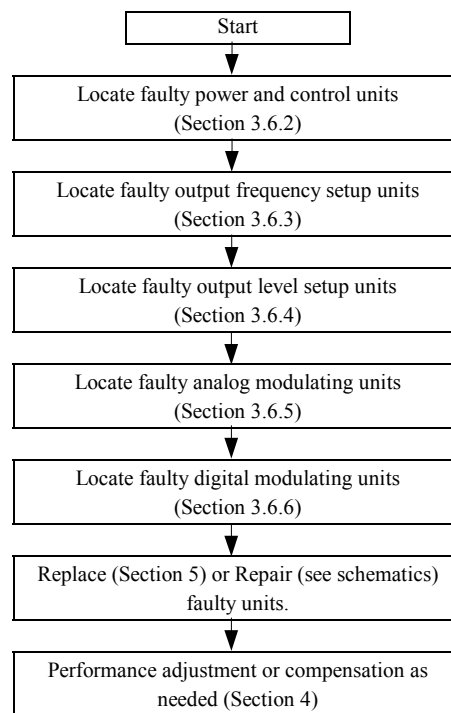 Start
Locate faulty power and control units
(Section 3.6.2)
Locate faulty output frequency setup units
(Section 3.6.3)
Locate faulty output level setup units
(Section 3.6.4)
Locate faulty analog modulating units
(Section 3.6.5)
Locate faulty digital modulating units
(Section 3.6.6)
Replace (Section 5) or Repair (see schematics)
faulty units.
Performance adjustment or compensation as
needed (Section 4)